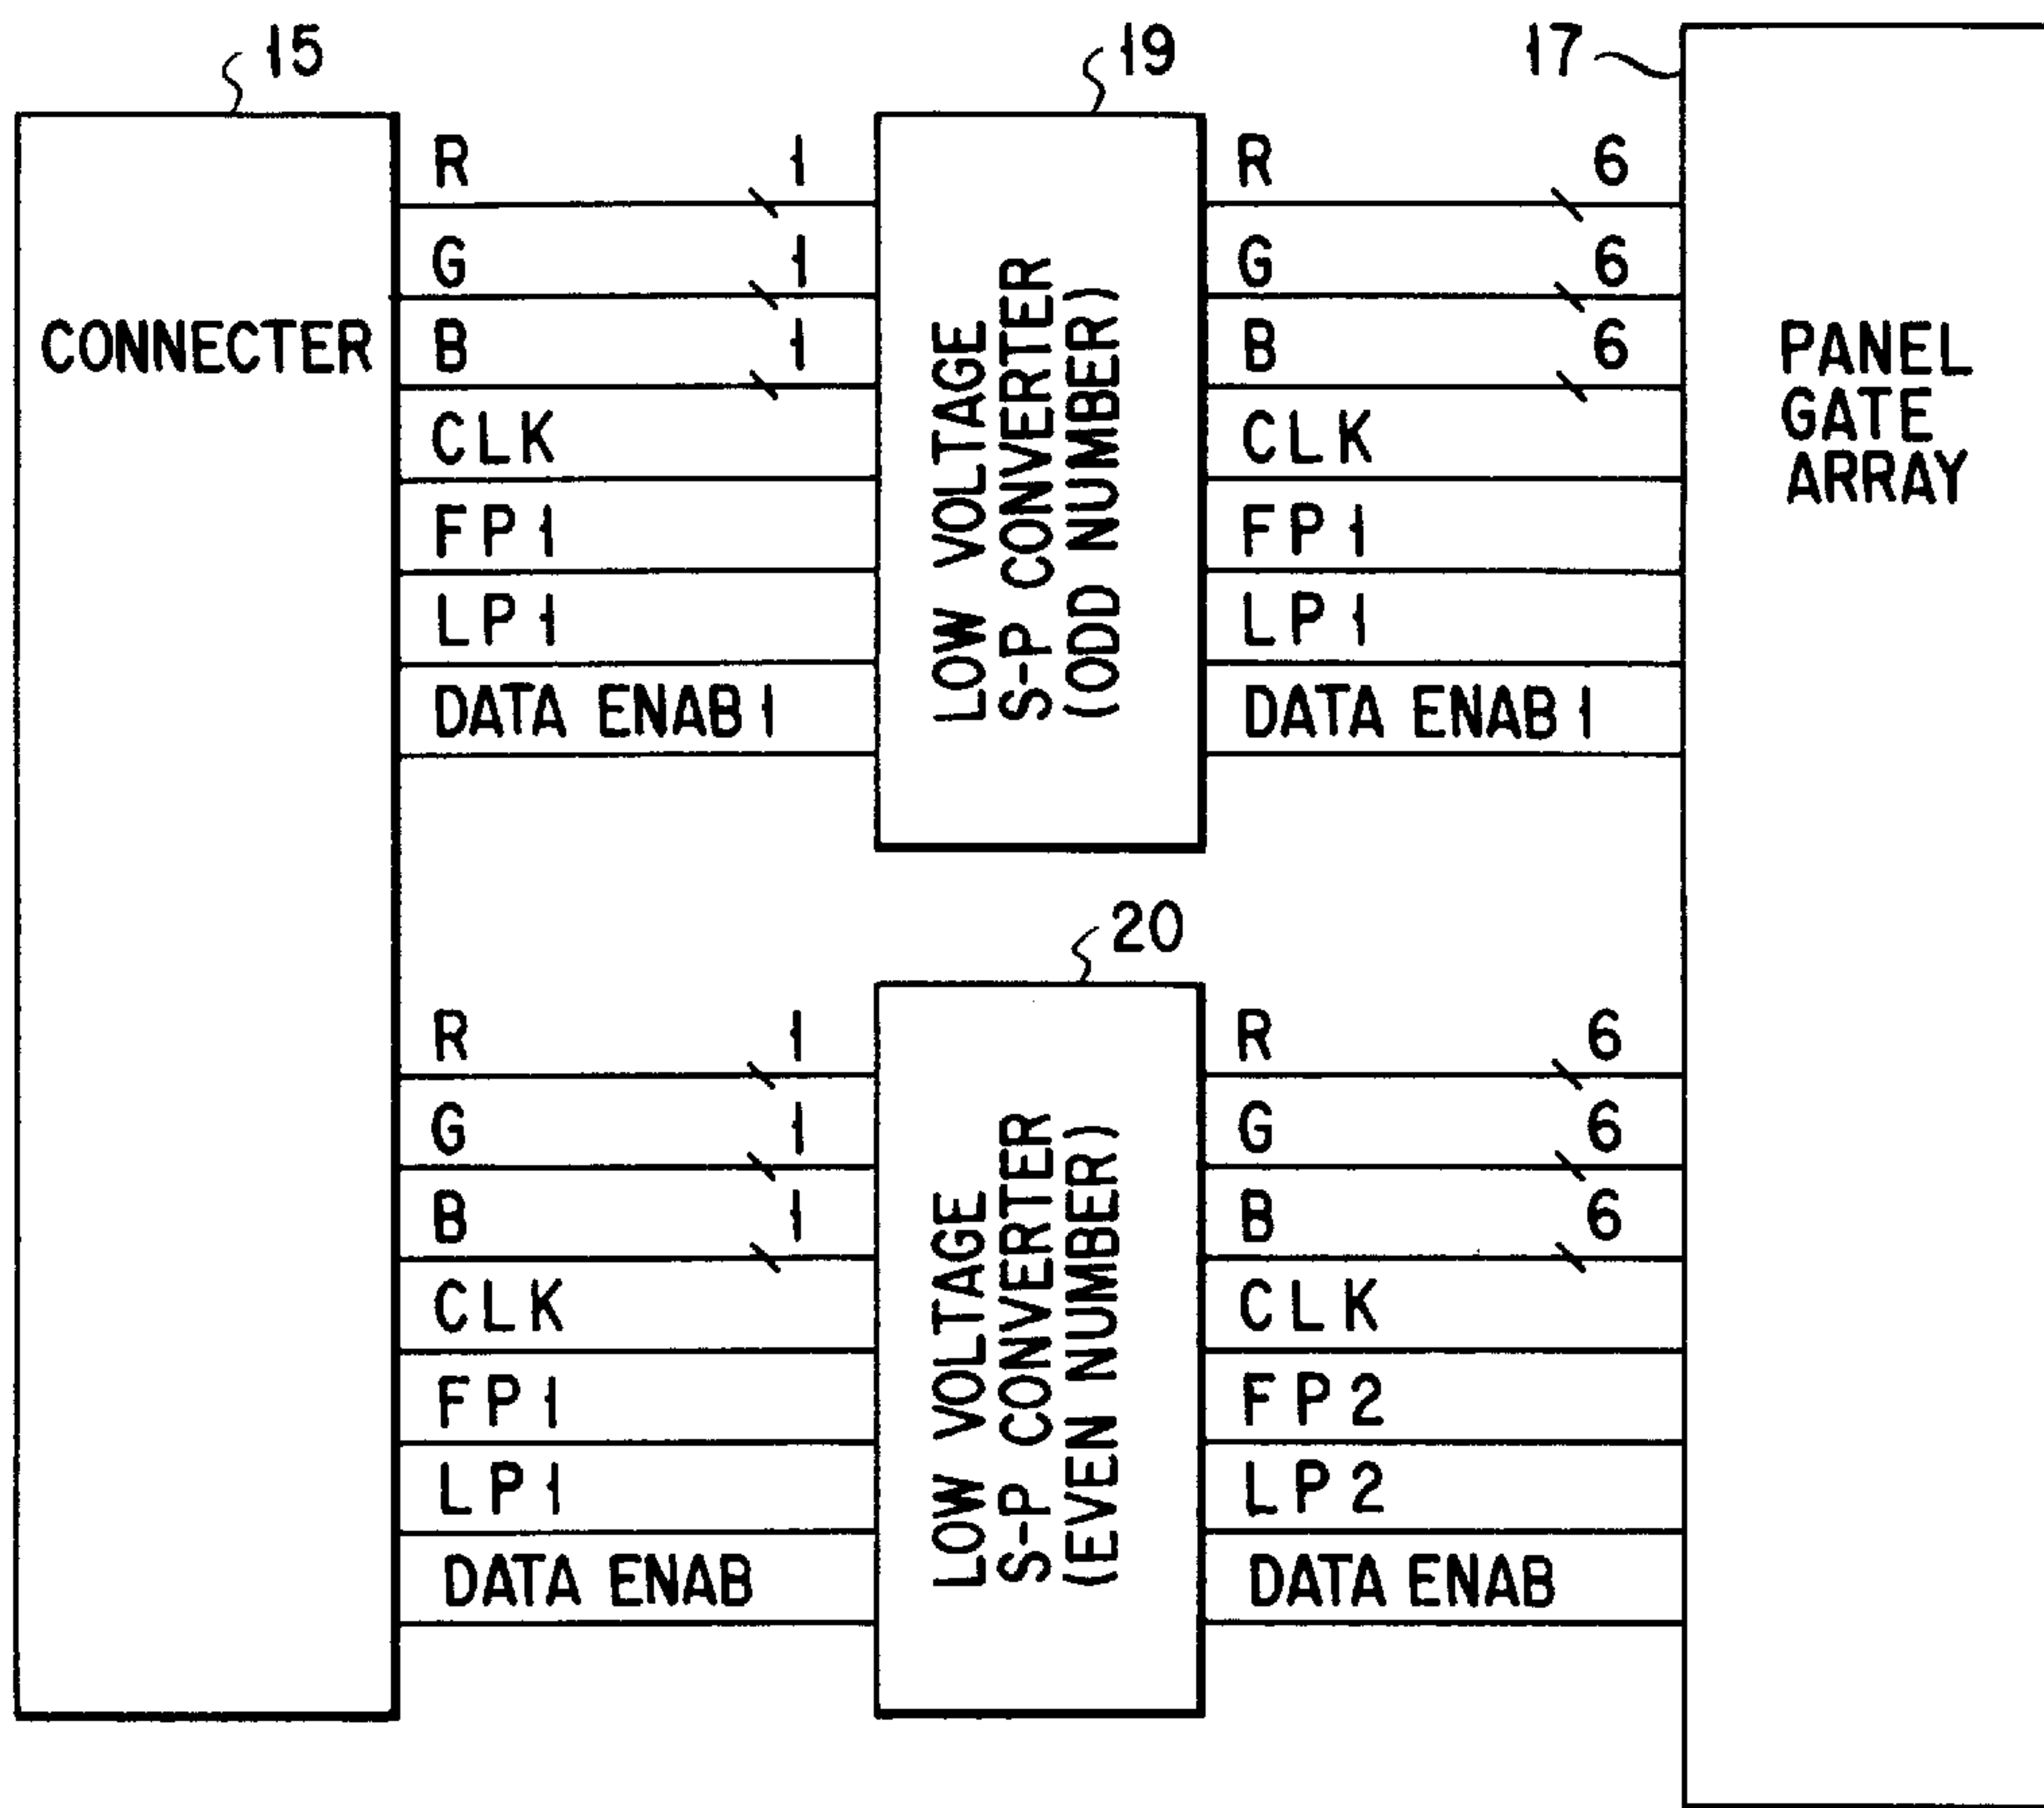 15
19
17
CONNECTER
R 1
G 1
B 1
CLK
FP1
LP1
DATA ENAB1
LOW VOLTAGE
S-P CONVERTER
(ODD NUMBER)
R 6
G 6
B 6
CLK
FP1
LP1
DATA ENAB1
PANEL
GATE
ARRAY
20
R 1
G 1
B 1
CLK
FP1
LP1
DATA ENAB
LOW VOLTAGE
S-P CONVERTER
(EVEN NUMBER)
R 6
G 6
B 6
CLK
FP2
LP2
DATA ENAB